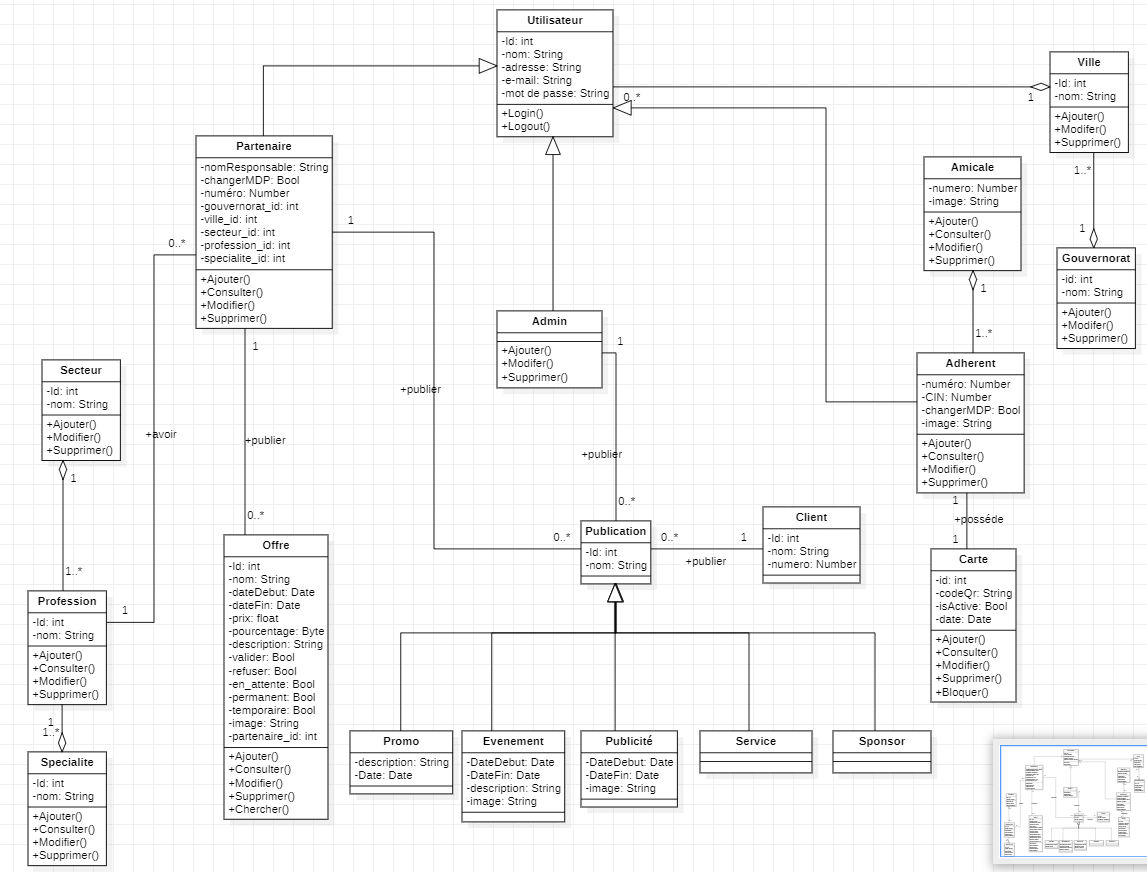 Utilisateur
-Id: int
-nom: String
-adresse: String
-e-mail: String
-mot de passe: String
+Login()
+Logout()
0..*
1
Ville
-Id: int
-nom: String
+Ajouter()
+Modifer()
+Supprimer()
1..*
1
Gouvernorat
-id: int
-nom: String
+Ajouter()
+Modifer()
+Supprimer()
Partenaire
-nomResponsable: String
-changerMDP: Bool
-numéro: Number
-gouvernorat_id: int
-ville_id: int
-secteur_id: int
-profession_id: int
-specialite_id: int
+Ajouter()
+Consulter()
+Modifier()
+Supprimer()
0..*
1
1
Amicale
-numero: Number
-image: String
+Ajouter()
+Consulter()
+Modifier()
+Supprimer()
1
1..*
Admin
+Ajouter()
+Modifer()
+Supprimer()
1
Adherent
-numéro: Number
-CIN: Number
-changerMDP: Bool
-image: String
+Ajouter()
+Consulter()
+Modifier()
+Supprimer()
1
+posséde
1
Secteur
-Id: int
-nom: String
+Ajouter()
+Modifier()
+Supprimer()
1
1..*
+avoir
+publier
+publier
+publier
0..*
0..*
0..*
Publication
-Id: int
-nom: String
0..*
+publier
1
Client
-Id: int
-nom: String
-numero: Number
Carte
-id: int
-codeQr: String
-isActive: Bool
-date: Date
+Ajouter()
+Consulter()
+Modifier()
+Supprimer()
+Bloquer()
Offre
-Id: int
-nom: String
-dateDebut: Date
-dateFin: Date
-prix: float
-pourcentage: Byte
-description: String
-valider: Bool
-refuser: Bool
-en_attente: Bool
-permanent: Bool
-temporaire: Bool
-image: String
-partenaire_id: int
+Ajouter()
+Consulter()
+Modifier()
+Supprimer()
+Chercher()
Profession
-Id: int
-nom: String
+Ajouter()
+Consulter()
+Modifier()
+Supprimer()
1
1
1..*
Specialite
-Id: int
-nom: String
+Ajouter()
+Consulter()
+Modifier()
+Supprimer()
Promo
-description: String
-Date: Date
Evenement
-DateDebut: Date
-DateFin: Date
-description: String
-image: String
Publicité
-DateDebut: Date
-DateFin: Date
-image: String
Service
Sponsor